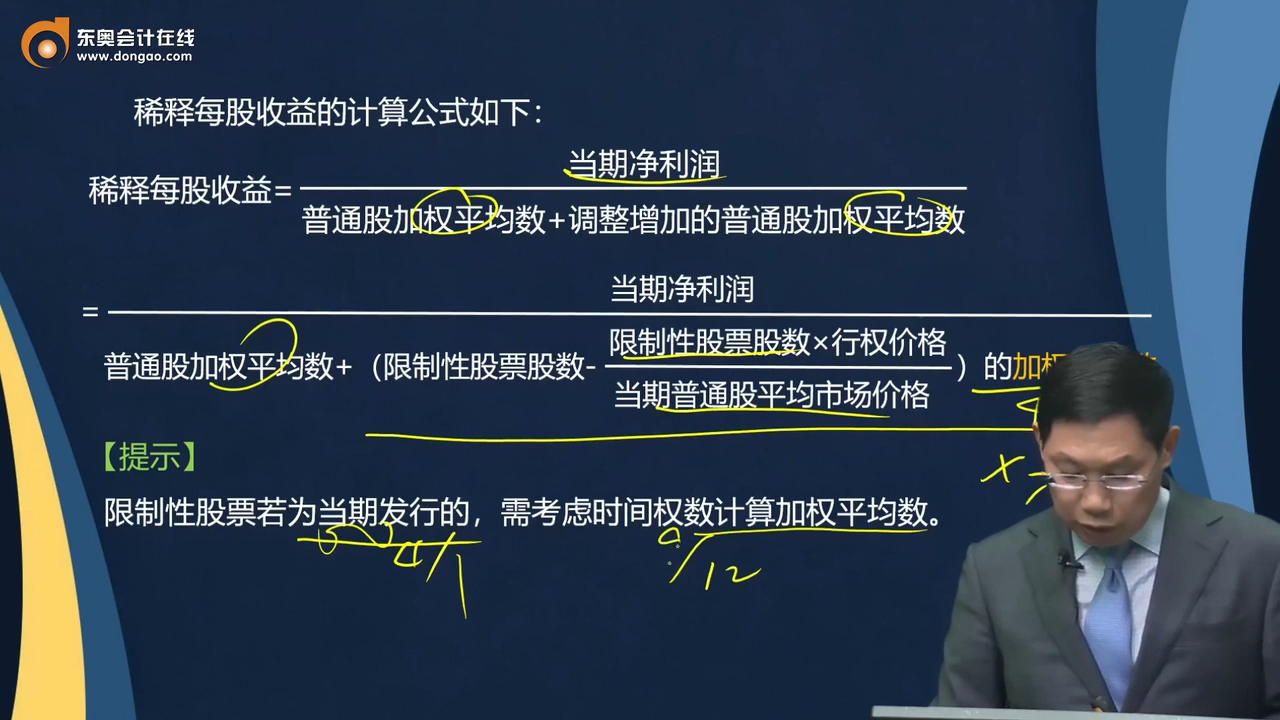 东奥会计在线
www.dongao.com
稀释每股收益的计算公式如下：
当期净利润
稀释每股收益=
普通股加权平均数+调整增加的普通股加权平均数
当期净利润
=
限制性股票股数×行权价格
普通股加权平均数+（限制性股票股数-
）的加权
当期普通股平均市场价格
【提示】
限制性股票若为当期发行的，需考虑时间权数计算加权平均数。
4/1
9/12